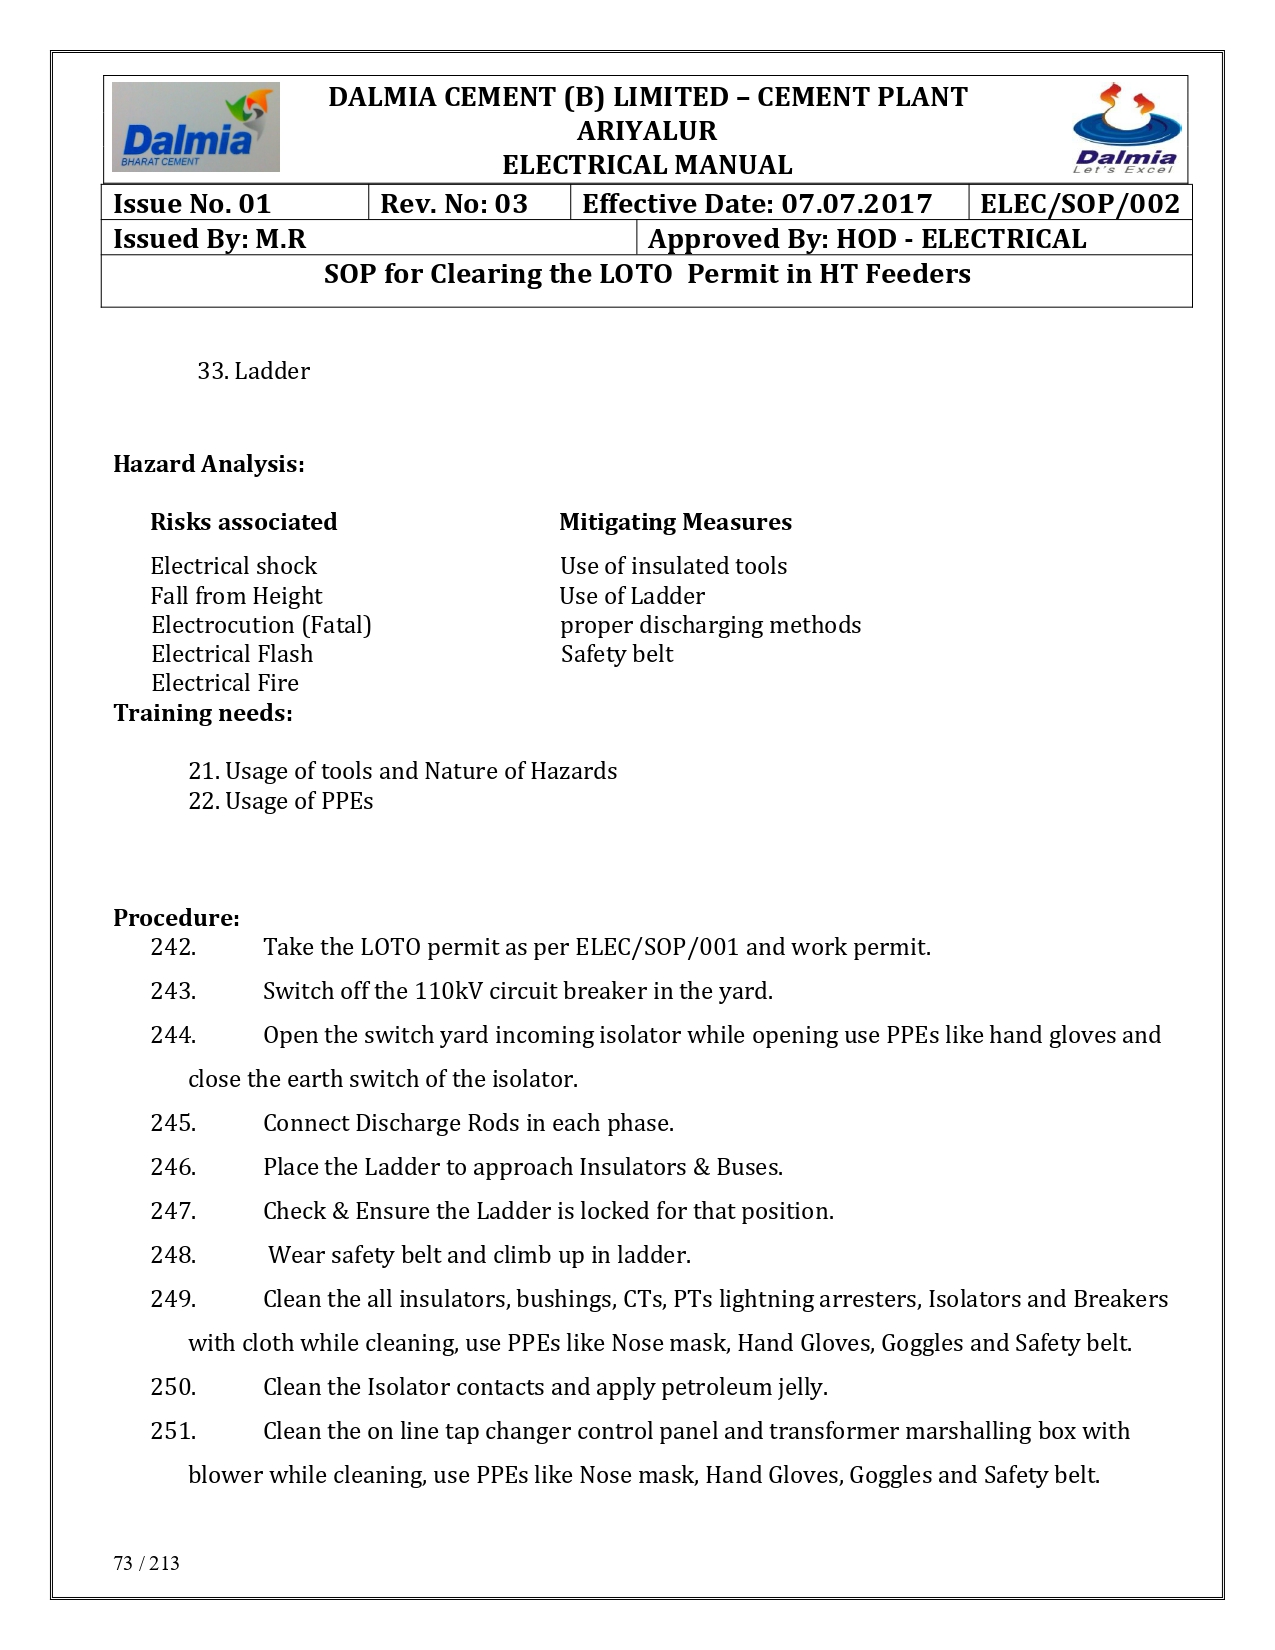 Dalmia
BHARAT CEMENT
DALMIA CEMENT (B) LIMITED – CEMENT PLANT
ARIYALUR
ELECTRICAL MANUAL
Dalmia
Let's Excel
Issue No. 01 Rev. No: 03 Effective Date: 07.07.2017 ELEC/SOP/002
Issued By: M.R Approved By: HOD - ELECTRICAL
SOP for Clearing the LOTO Permit in HT Feeders
33. Ladder
Hazard Analysis:
Risks associated Mitigating Measures
Electrical shock Use of insulated tools
Fall from Height Use of Ladder
Electrocution (Fatal) proper discharging methods
Electrical Flash Safety belt
Electrical Fire
Training needs:
21. Usage of tools and Nature of Hazards
22. Usage of PPEs
Procedure:
242. Take the LOTO permit as per ELEC/SOP/001 and work permit.
243. Switch off the 110kV circuit breaker in the yard.
244. Open the switch yard incoming isolator while opening use PPEs like hand gloves and
close the earth switch of the isolator.
245. Connect Discharge Rods in each phase.
246. Place the Ladder to approach Insulators & Buses.
247. Check & Ensure the Ladder is locked for that position.
248. Wear safety belt and climb up in ladder.
249. Clean the all insulators, bushings, CTs, PTs lightning arresters, Isolators and Breakers
with cloth while cleaning, use PPEs like Nose mask, Hand Gloves, Goggles and Safety belt.
250. Clean the Isolator contacts and apply petroleum jelly.
251. Clean the on line tap changer control panel and transformer marshalling box with
blower while cleaning, use PPEs like Nose mask, Hand Gloves, Goggles and Safety belt.
73 / 213